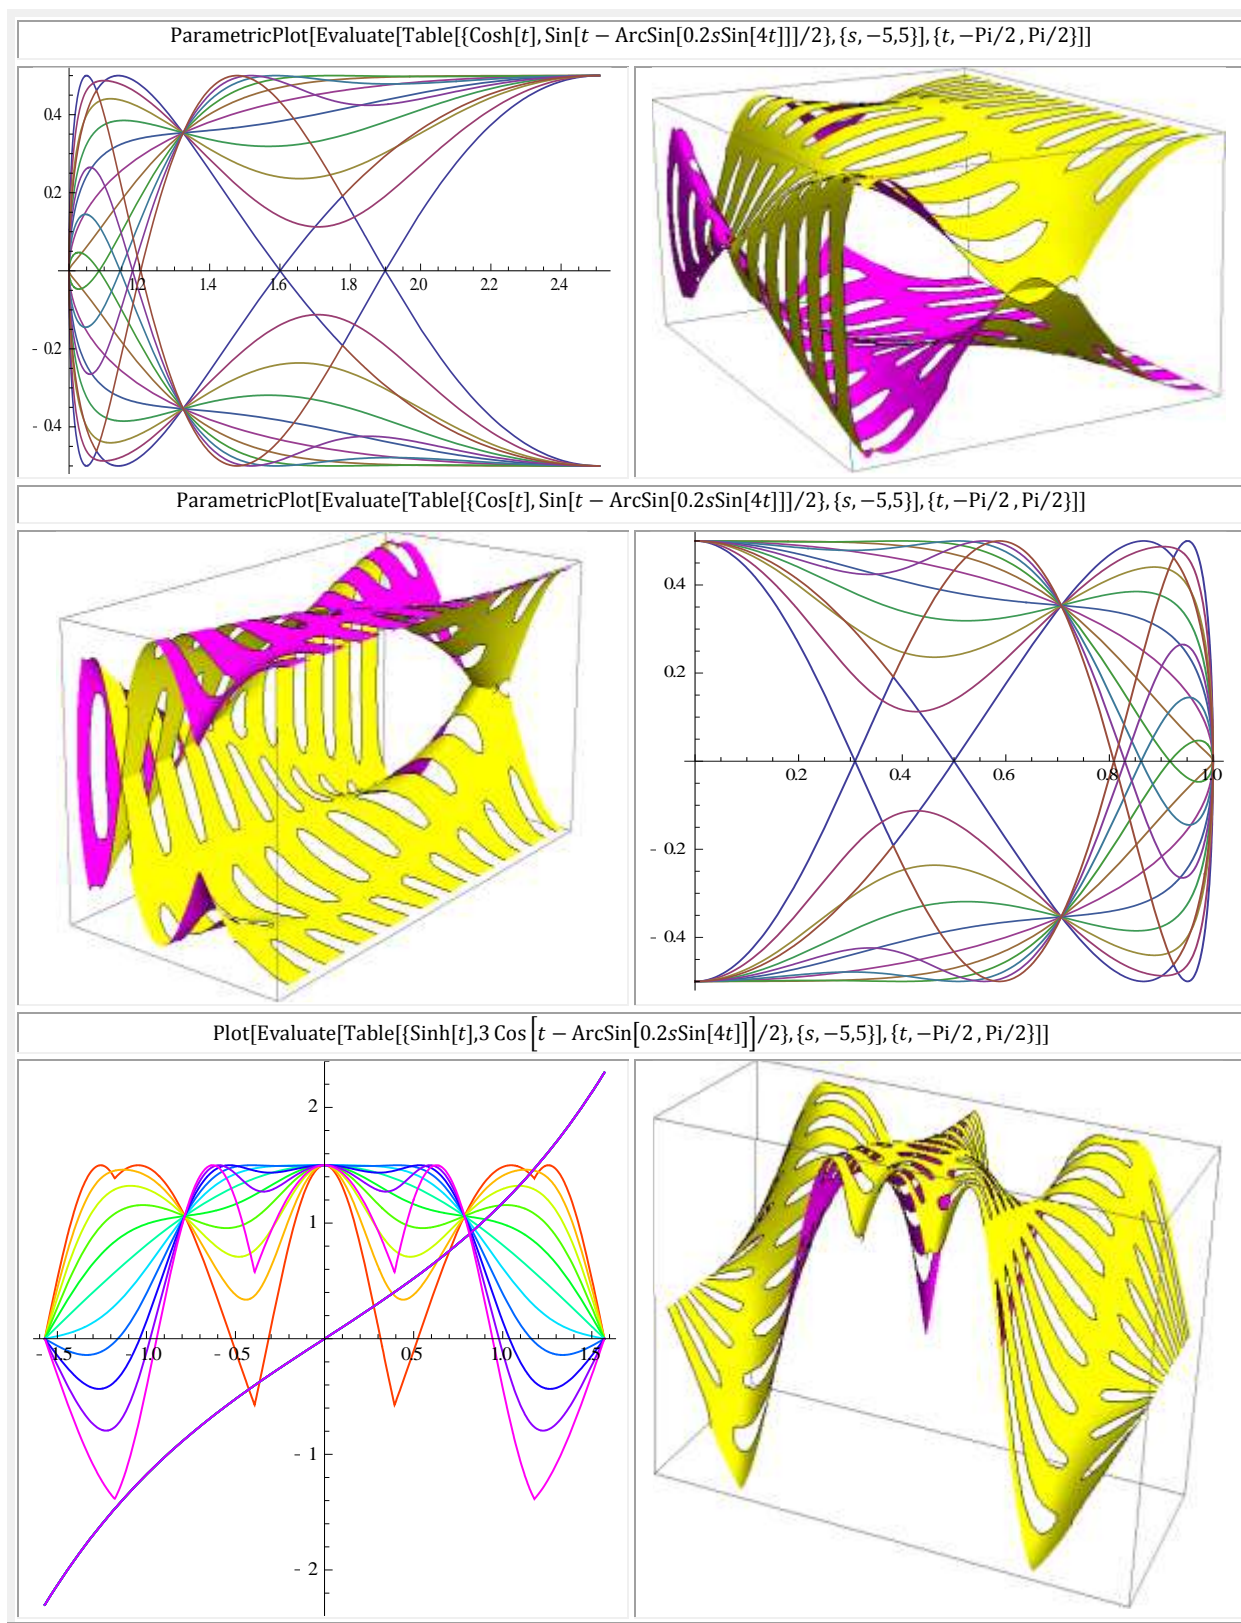 ParametricPlot[Evaluate[Table[{Cosh[t], Sin[t − ArcSin[0.2sSin[4t]]]/2}, {s, −5,5}], {t, −Pi/2 , Pi/2}]]
0.4
0.2
1.2 1.4 1.6 1.8 2.0 2.2 2.4
- 0.2
- 0.4
ParametricPlot[Evaluate[Table[{Cos[t], Sin[t − ArcSin[0.2sSin[4t]]]/2}, {s, −5,5}], {t, −Pi/2 , Pi/2}]]
0.4
0.2
0.2 0.4 0.6 0.8 1.0
- 0.2
- 0.4
Plot[Evaluate[Table[{Sinh[t],3 Cos [t − ArcSin[0.2sSin[4t]]]/2}, {s, −5,5}], {t, −Pi/2 , Pi/2}]]
2
1
- 1.5 - 1.0 - 0.5 0.5 1.0 1.5
- 1
- 2